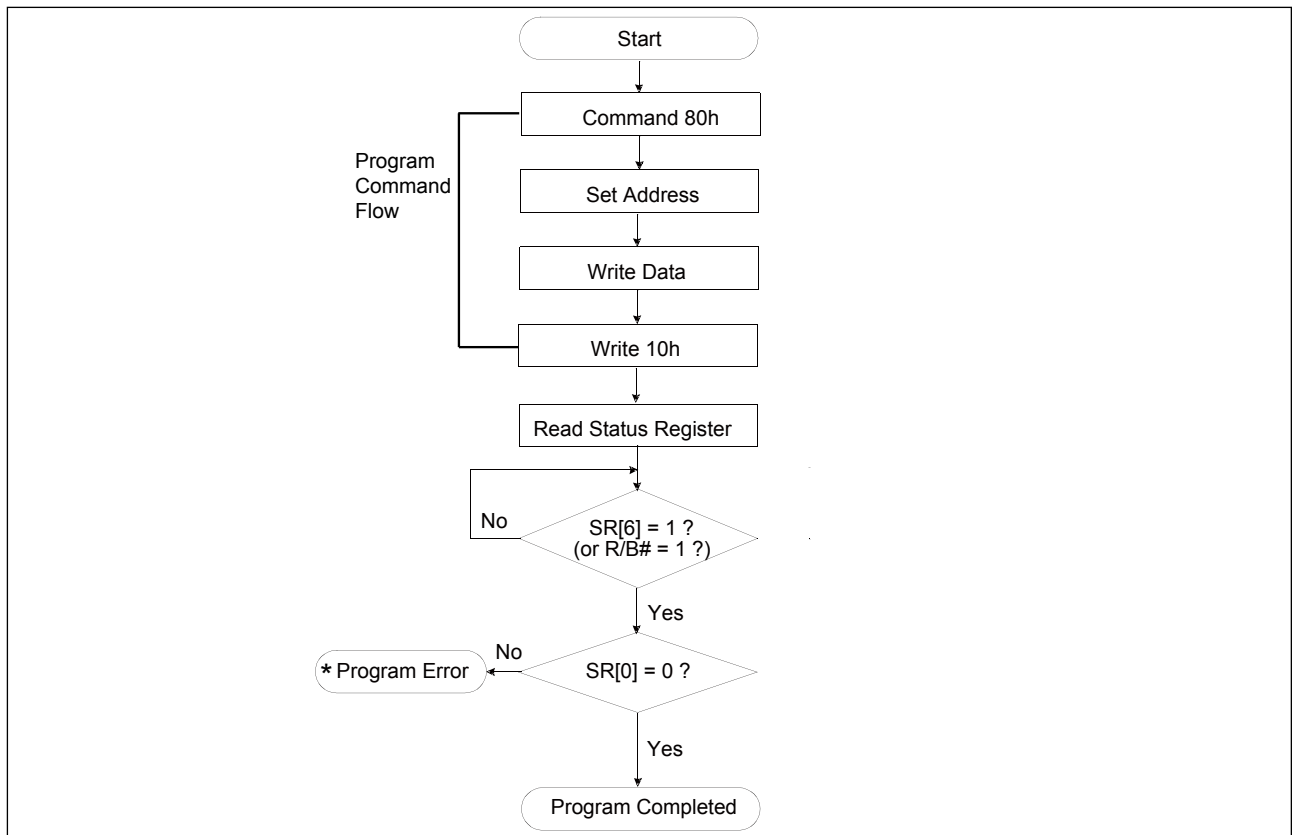 Start
Command 80h
Program
Command
Flow
Set Address
Write Data
Write 10h
Read Status Register
No
SR[6] = 1 ?
(or R/B# = 1 ?)
Yes
No
* Program Error
SR[0] = 0 ?
Yes
Program Completed